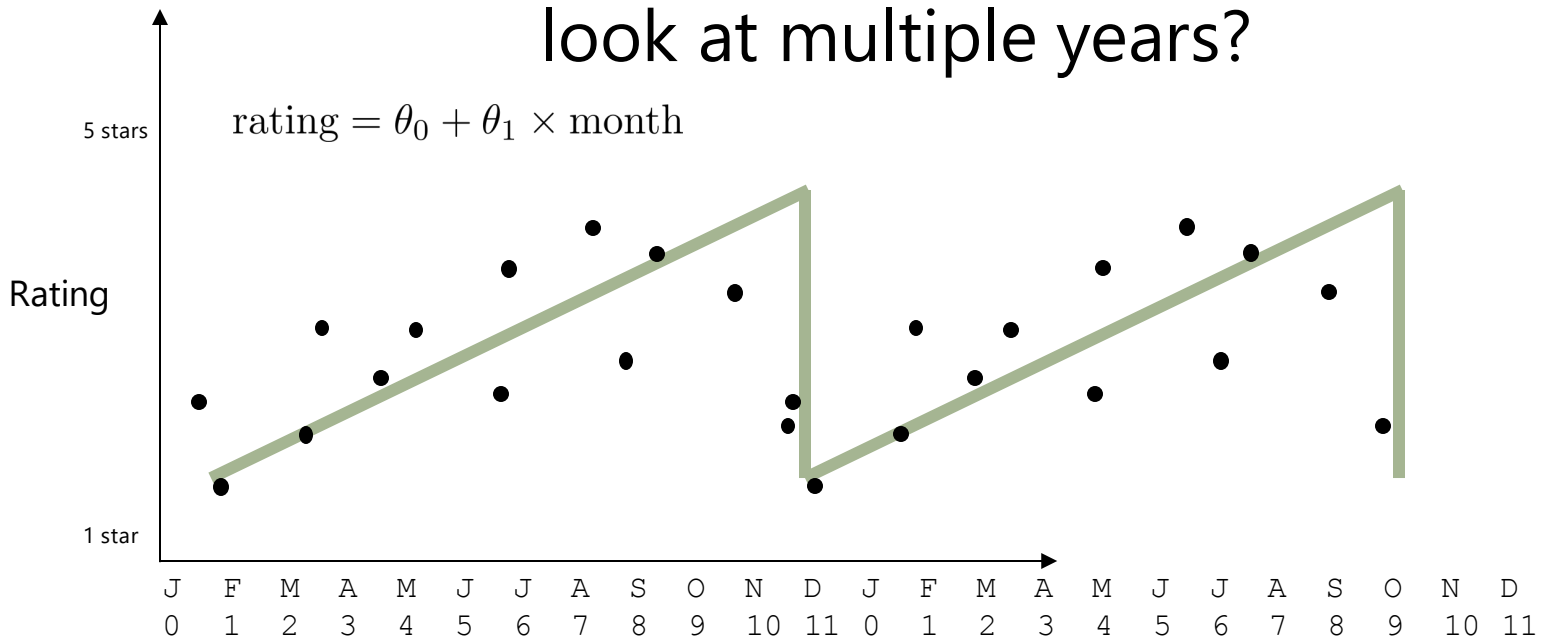 look at multiple years?
rating = θ₀ + θ₁ × month
5 stars
Rating
1 star
J F M A M J J A S O N D J F M A M J J A S O N D
0 1 2 3 4 5 6 7 8 9 10 11 0 1 2 3 4 5 6 7 8 9 10 11